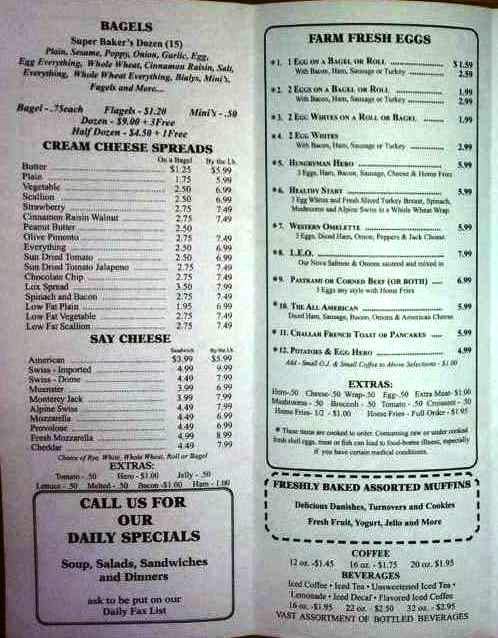 BAGELS
Super Baker's Dozen (15)
Plain, Sesame, Poppy, Onion, Garlic, Egg,
Egg Everything, Whole Wheat, Cinnamon Raisin, Salt,
Everything, Whole Wheat Everything, Bialys, Mini's,
Fagels and More....
Bagel - .75each Flagels - $1.20 Mini's - .50
Dozen - $9.00 + 3Free
Half Dozen - $4.50 + 1Free
CREAM CHEESE SPREADS
On a Bagel By the Lb.
Butter $1.25 $5.99
Plain 1.75 5.99
Vegetable 2.50 6.99
Scallion 2.50 6.99
Strawberry 2.75 7.49
Cinnamon Raisin Walnut 2.75 7.49
Peanut Butter 2.50
Olive Pimento 2.75 7.49
Everything 2.50 6.99
Sun Dried Tomato 2.50 6.99
Sun Dried Tomato Jalapeno 2.75 7.49
Chocolate Chip 2.75 7.49
Lox Spread 3.50 7.99
Spinach and Bacon 2.75 7.49
Low Fat Plain 1.95 6.99
Low Fat Vegetable 2.75 7.49
Low Fat Scallion 2.75 7.49
SAY CHEESE
Sandwich By the Lb.
American $3.99 $5.99
Swiss - Imported 4.99 9.99
Swiss - Domestic 4.49 7.99
Muenster 3.99 6.99
Monterey Jack 3.99 7.99
Alpine Swiss 4.49 7.99
Mozzarella 4.49 6.99
Provolone 4.49 6.99
Fresh Mozzarella 4.99 8.99
Cheddar 4.49 7.99
Choice of Rye, White, Whole Wheat, Roll or Bagel
EXTRAS:
Tomato - .50 Hero - $1.00 Jelly - .50
Lettuce - .50 Melted - .50 Bacon -$1.00 Ham - 1.00
CALL US FOR
OUR
DAILY SPECIALS
Soup, Salads, Sandwiches
and Dinners
ask to be put on our
Daily Fax List
FARM FRESH EGGS
*1. 1 EGG ON A BAGEL OR ROLL $1.59
With Bacon, Ham, Sausage or Turkey 2.59
*2. 2 EGGS ON A BAGEL OR ROLL 1.99
With Bacon, Ham, Sausage or Turkey 2.99
*3. 2 EGG WHITES ON A ROLL OR BAGEL 1.99
*4. 2 EGG WHITES
With Bacon, Ham, Sausage or Turkey 2.99
*5. HUNGRYMAN HERO 5.99
3 Eggs, Ham, Bacon, Sausage, Cheese & Home Fries
*6. HEALTHY START 5.99
3 Egg Whites and Fresh Sliced Turkey Breast, Spinach,
Mushrooms and Alpine Swiss in a Whole Wheat Wrap
*7. WESTERN OMELETTE 5.99
3 Eggs, Diced Ham, Onion, Peppers & Jack Cheese
*8. L.E.O. 7.99
Our Nova Salmon & Onions sauteed and mixed in
*9. PASTRAMI OR CORNED BEEF (OR BOTH) 6.99
3 Eggs any style with Home Fries
*10. THE ALL AMERICAN 5.99
Diced Ham, Sausage, Bacon, Onions & American Cheese
*11. CHALLAH FRENCH TOAST OR PANCAKES 5.99
*12. POTATOES & EGG HERO 4.99
Add - Small O.J. & Small Coffee to Above Selections - $1.00
EXTRAS:
Hero-.50 Cheese-.50 Wrap-.50 Egg-.50 Extra Meat-$1.00
Mushrooms - .50 Broccoli - .50 Tomato - .50 Croissant - .50
Home Fries- 1/2 - $1.00 Home Fries - Full Order - $1.95
* These items are cooked to order. Consuming raw or under cooked
fresh shell eggs, meat or fish can lead to food-borne illness, especially
if you have certain medical conditions.
FRESHLY BAKED ASSORTED MUFFINS
Delicious Danishes, Turnovers and Cookies
Fresh Fruit, Yogurt, Jello and More
COFFEE
12 oz. -$1.45 16 oz. - $1.75 20 oz. $1.95
BEVERAGES
Iced Coffee • Iced Tea • Unsweetened Iced Tea •
Lemonade • Iced Decaf • Flavored Iced Coffee
16 oz. -$1.95 22 oz. - $2.50 32 oz. - $2.95
VAST ASSORTMENT OF BOTTLED BEVERAGES